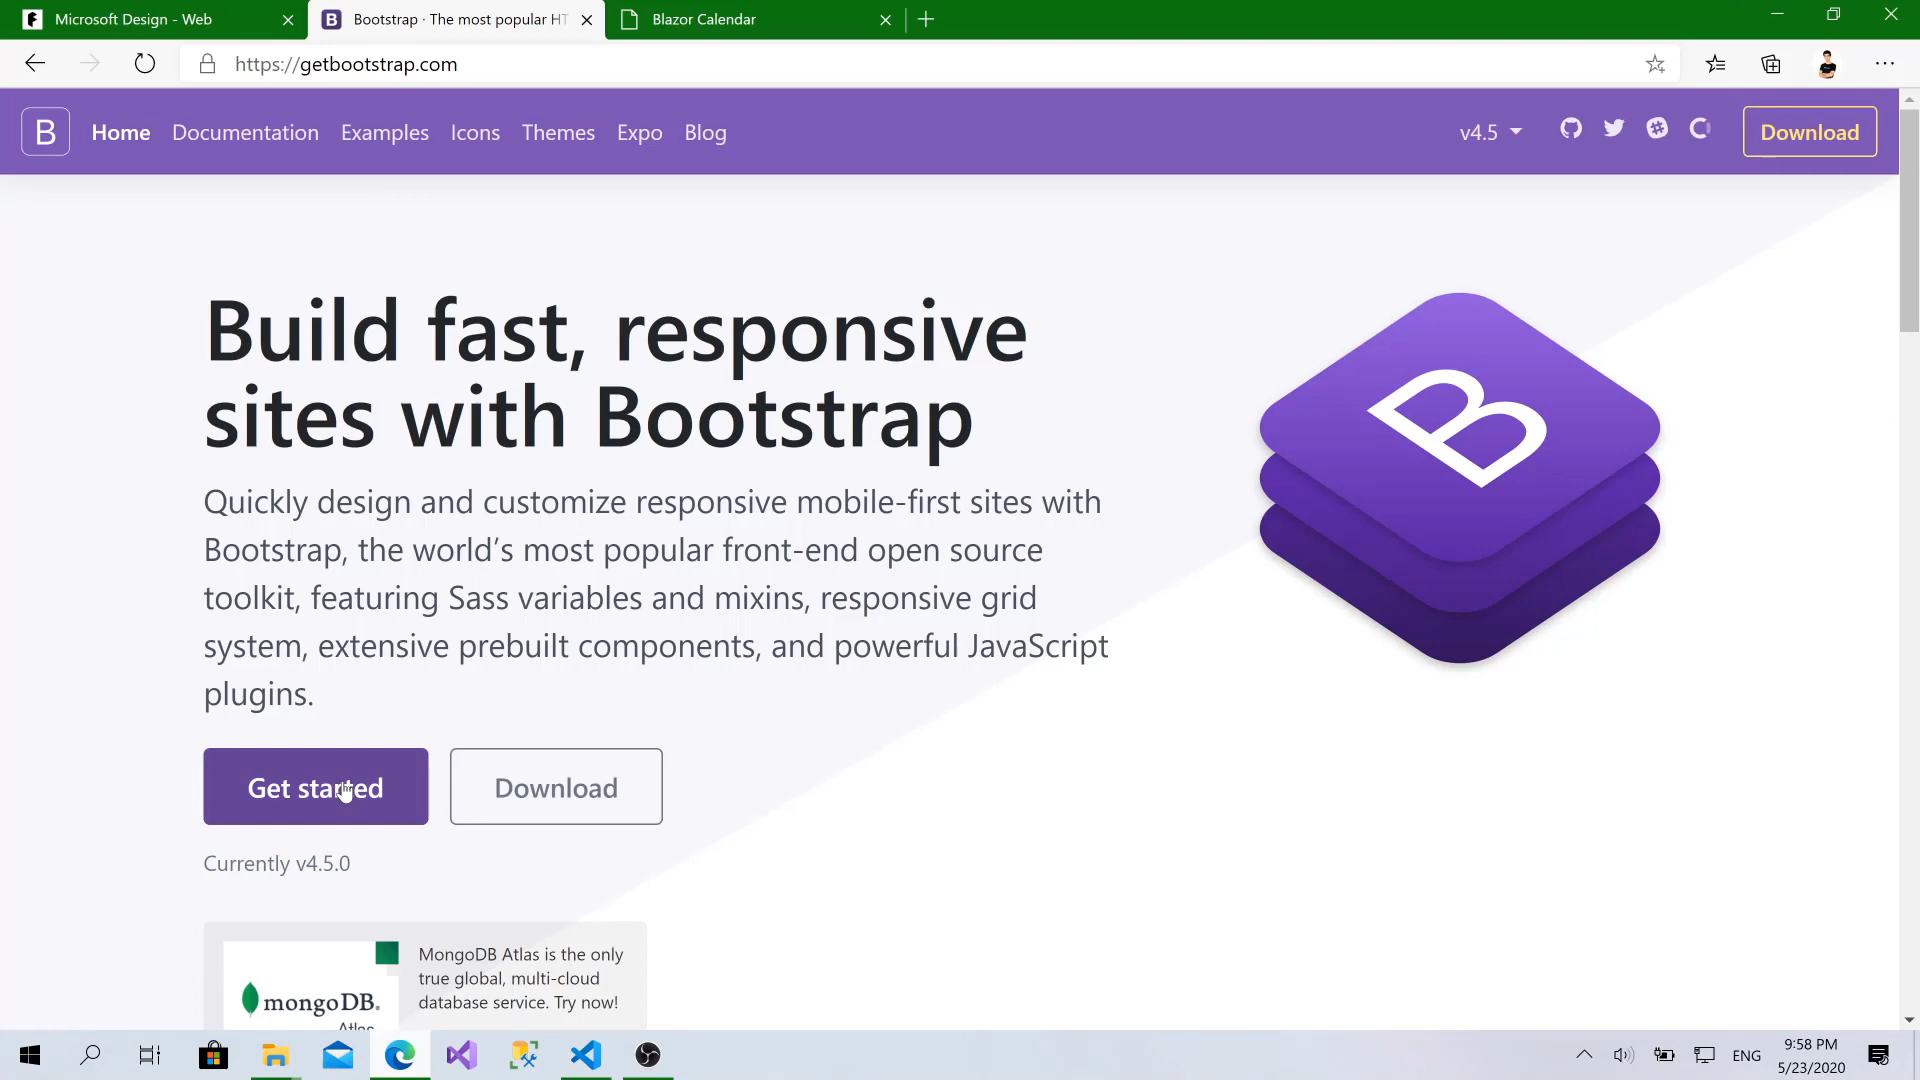 Microsoft Design - Web
Bootstrap · The most popular HT
Blazor Calendar
https://getbootstrap.com
B
Home
Documentation
Examples
Icons
Themes
Expo
Blog
v4.5
Download
Build fast, responsive
sites with Bootstrap
Quickly design and customize responsive mobile-first sites with
Bootstrap, the world’s most popular front-end open source
toolkit, featuring Sass variables and mixins, responsive grid
system, extensive prebuilt components, and powerful JavaScript
plugins.
B
Get started
Download
Currently v4.5.0
mongoDB.
Atlas
MongoDB Atlas is the only
true global, multi-cloud
database service. Try now!
ENG
9:58 PM
5/23/2020